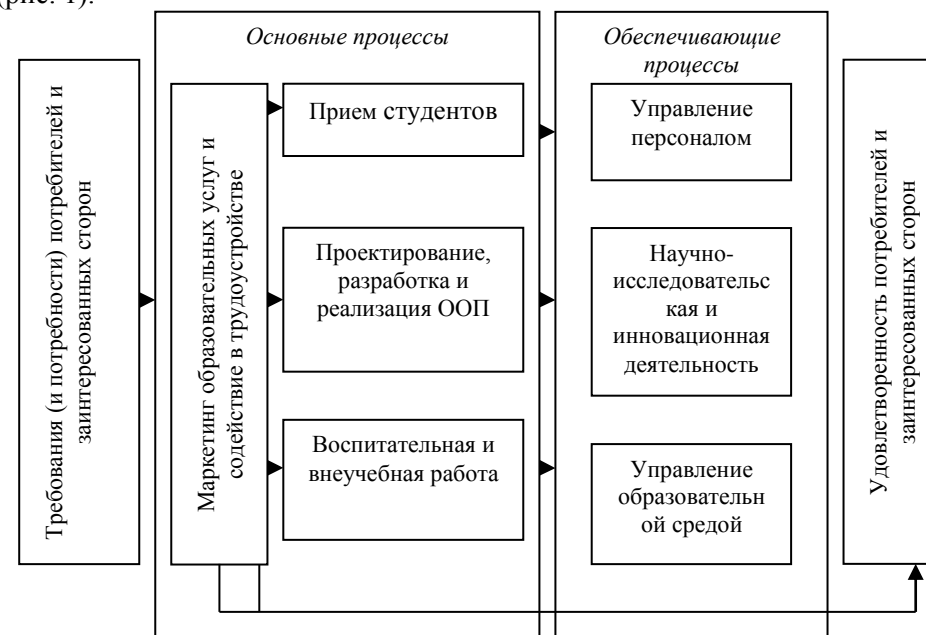 (рис. 1).
Основные процессы
Обеспечивающие
процессы
Требования (и потребности) потребителей и
заинтересованных сторон
Маркетинг образовательных услуг и
содействие в трудоустройстве
Прием студентов
Проектирование,
разработка и
реализация ООП
Воспитательная и
внеучебная работа
Управление
персоналом
Научно-
исследовательс
кая и
инновационная
деятельность
Управление
образовательн
ой средой
Удовлетворенность потребителей и
заинтересованных сторон